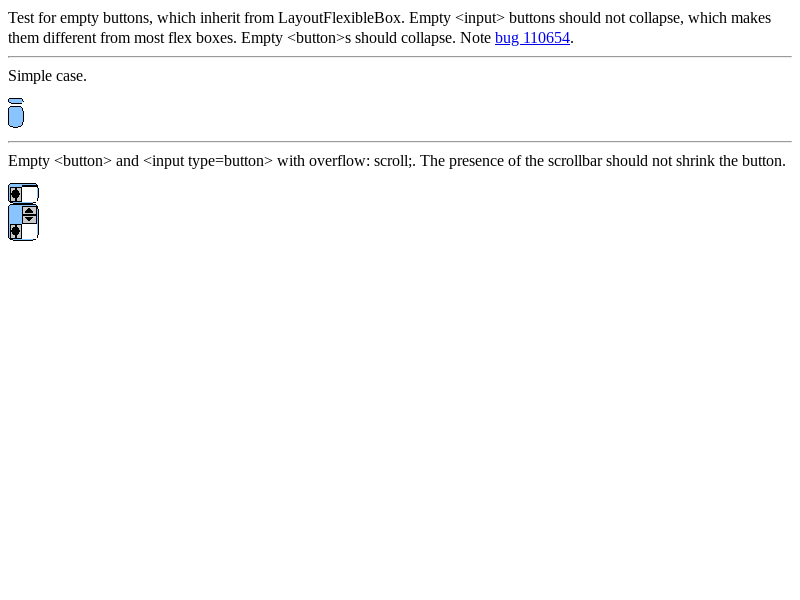 Test for empty buttons, which inherit from LayoutFlexibleBox. Empty <input> buttons should not collapse, which makes
them different from most flex boxes. Empty <button>s should collapse. Note bug 110654.
Simple case.
Empty <button> and <input type=button> with overflow: scroll;. The presence of the scrollbar should not shrink the button.